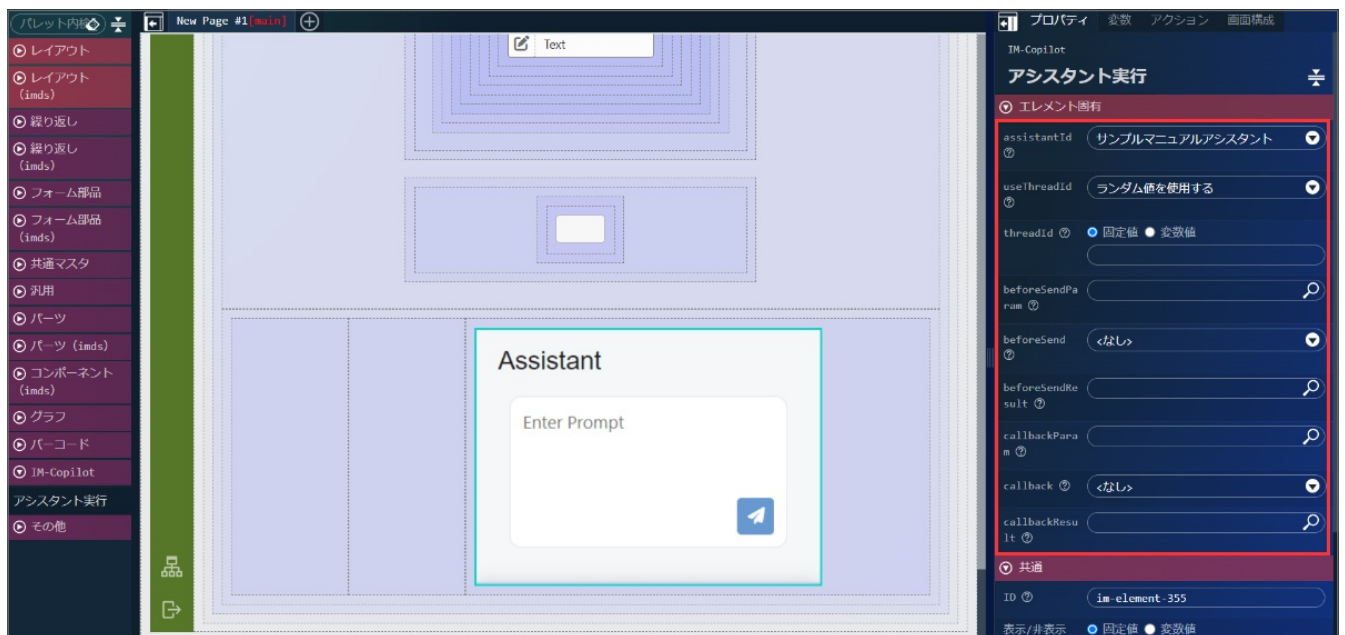 パレット内検
レイアウト
レイアウト
(imds)
繰り返し
繰り返し
(imds)
フォーム部品
フォーム部品
(imds)
共通マスタ
汎用
パーツ
パーツ (imds)
コンポーネント
(imds)
グラフ
バーコード
IM-Copilot
アシスタント実行
その他
New Page #1[main]
Text
Assistant
Enter Prompt
プロパティ 変数 アクション 画面構成
IM-Copilot
アシスタント実行
エレメント固有
assistantId サンプルマニュアルアシスタント
useThreadId ランダム値を使用する
threadId 固定値 変数値
beforeSendPa
ram
beforeSend <なし>
beforeSendRe
sult
callbackPara
m
callback <なし>
callbackResu
lt
共通
ID im-element-355
表示/非表示 固定値 変数値